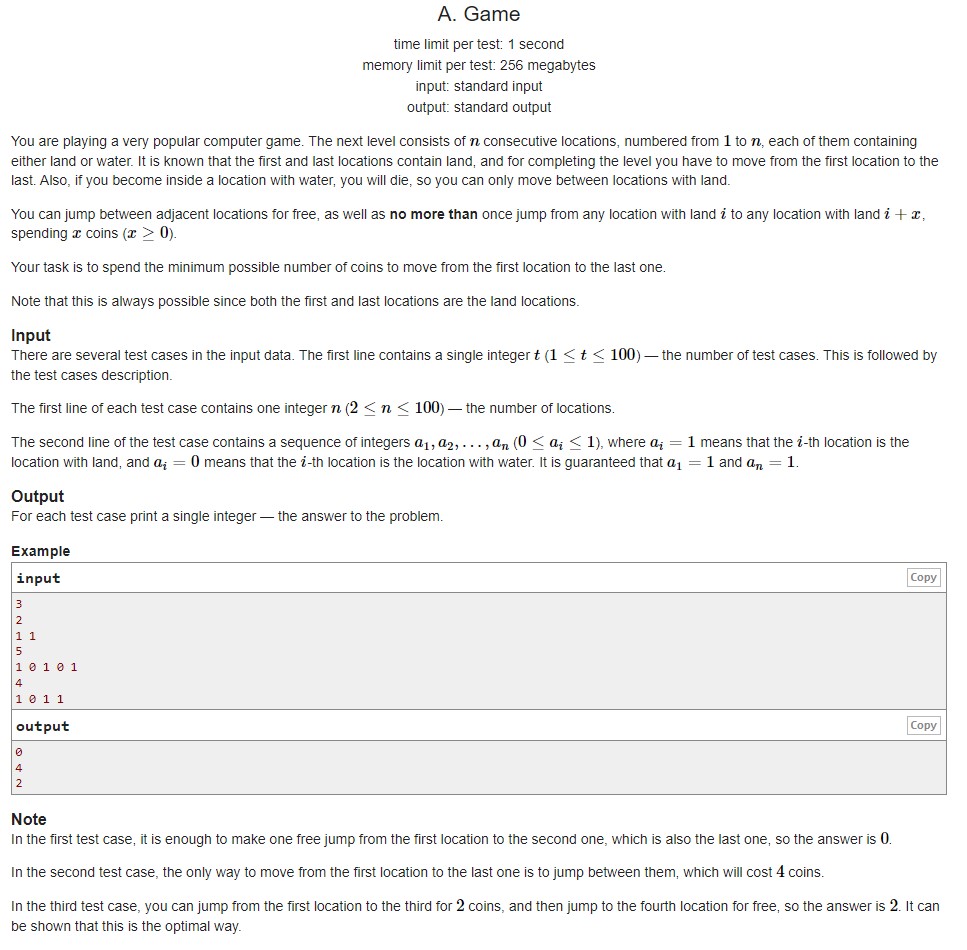 A. Game
time limit per test: 1 second
memory limit per test: 256 megabytes
input: standard input
output: standard output
You are playing a very popular computer game. The next level consists of n consecutive locations, numbered from 1 to n, each of them containing
either land or water. It is known that the first and last locations contain land, and for completing the level you have to move from the first location to the
last. Also, if you become inside a location with water, you will die, so you can only move between locations with land.
You can jump between adjacent locations for free, as well as no more than once jump from any location with land i to any location with land i + x,
spending x coins (x ≥ 0).
Your task is to spend the minimum possible number of coins to move from the first location to the last one.
Note that this is always possible since both the first and last locations are the land locations.
Input
There are several test cases in the input data. The first line contains a single integer t (1 ≤ t ≤ 100) — the number of test cases. This is followed by
the test cases description.
The first line of each test case contains one integer n (2 ≤ n ≤ 100) — the number of locations.
The second line of the test case contains a sequence of integers a₁, a₂, . . . , aₙ (0 ≤ aᵢ ≤ 1), where aᵢ = 1 means that the i-th location is the
location with land, and aᵢ = 0 means that the i-th location is the location with water. It is guaranteed that a₁ = 1 and aₙ = 1.
Output
For each test case print a single integer — the answer to the problem.
Example
input Copy
3
2
1 1
5
1 0 1 0 1
4
1 0 1 1
output Copy
0
4
2
Note
In the first test case, it is enough to make one free jump from the first location to the second one, which is also the last one, so the answer is 0.
In the second test case, the only way to move from the first location to the last one is to jump between them, which will cost 4 coins.
In the third test case, you can jump from the first location to the third for 2 coins, and then jump to the fourth location for free, so the answer is 2. It can
be shown that this is the optimal way.